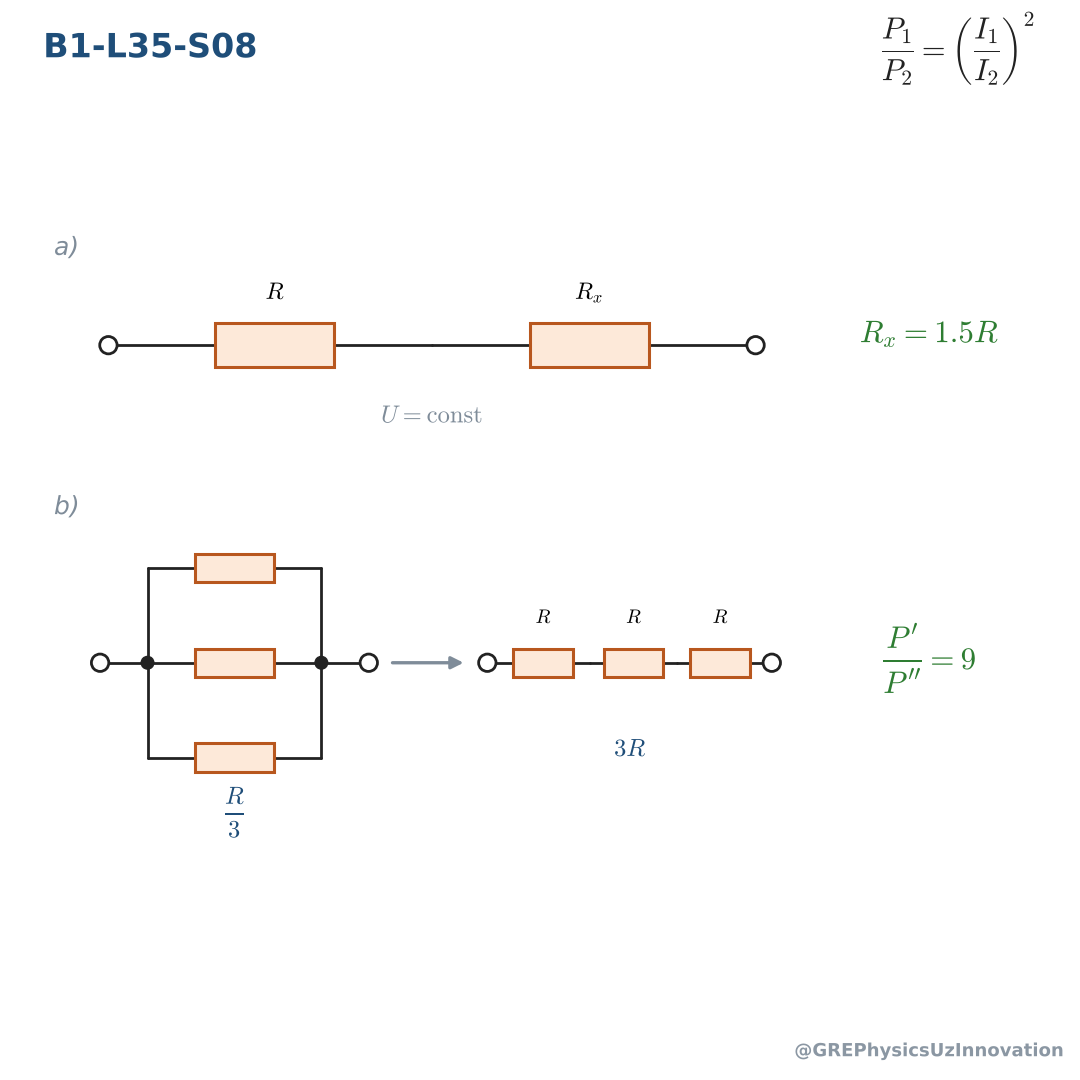 B1-L35-S08
P₁/P₂ = (I₁/I₂)²
a)
R
Rₓ
Rₓ = 1.5R
U = const
b)
R R R
P′/P″ = 9
3R
R/3
@GREPhysicsUzInnovation